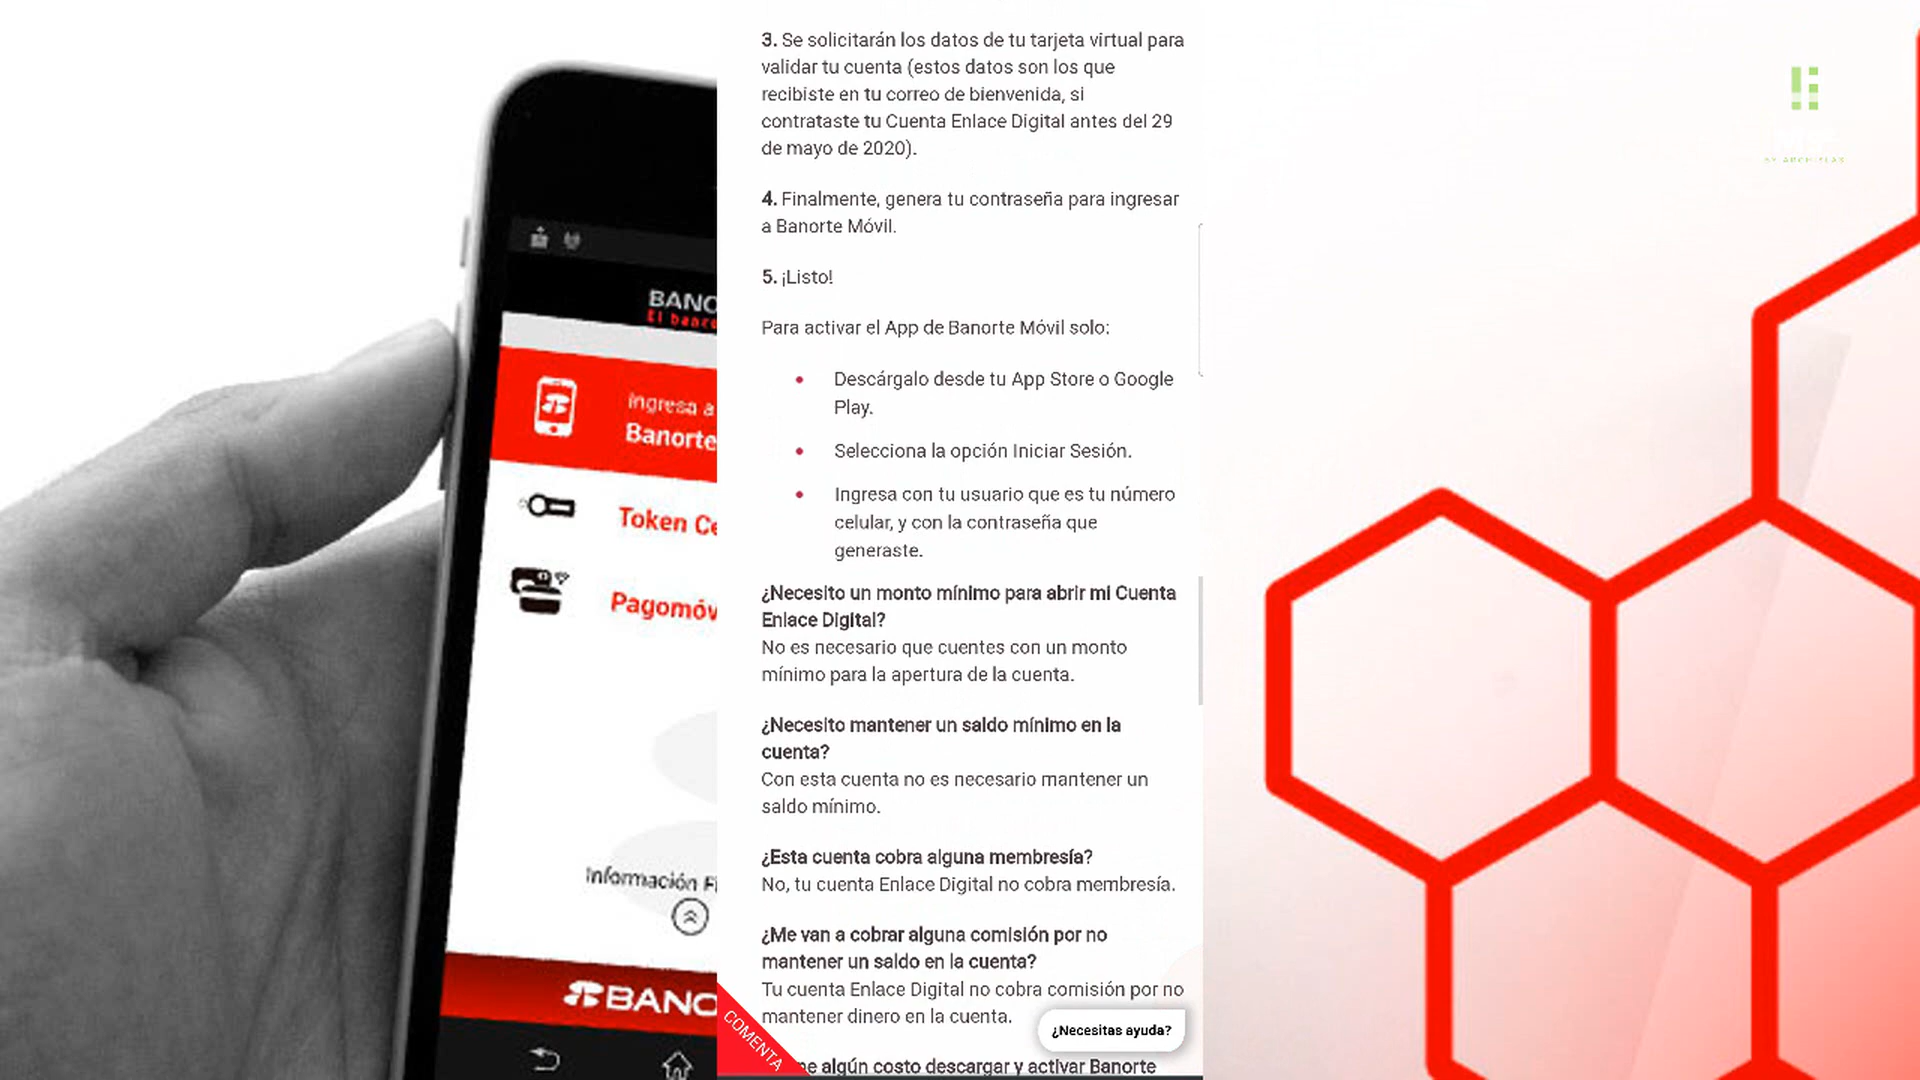 BANO
El banco
Ingresa a
Banorte
Token Ce
Pagomóv
Información Fi
BANO
3. Se solicitarán los datos de tu tarjeta virtual para
validar tu cuenta (estos datos son los que
recibiste en tu correo de bienvenida, si
contrataste tu Cuenta Enlace Digital antes del 29
de mayo de 2020).
4. Finalmente, genera tu contraseña para ingresar
a Banorte Móvil.
5. ¡Listo!
Para activar el App de Banorte Móvil solo:
• Descárgalo desde tu App Store o Google
Play.
• Selecciona la opción Iniciar Sesión.
• Ingresa con tu usuario que es tu número
celular, y con la contraseña que
generaste.
¿Necesito un monto mínimo para abrir mi Cuenta
Enlace Digital?
No es necesario que cuentes con un monto
mínimo para la apertura de la cuenta.
¿Necesito mantener un saldo mínimo en la
cuenta?
Con esta cuenta no es necesario mantener un
saldo mínimo.
¿Esta cuenta cobra alguna membresía?
No, tu cuenta Enlace Digital no cobra membresía.
¿Me van a cobrar alguna comisión por no
mantener un saldo en la cuenta?
Tu cuenta Enlace Digital no cobra comisión por no
mantener dinero en la cuenta.
¿Necesitas ayuda?
COMENTA
ne algún costo descargar y activar Banorte